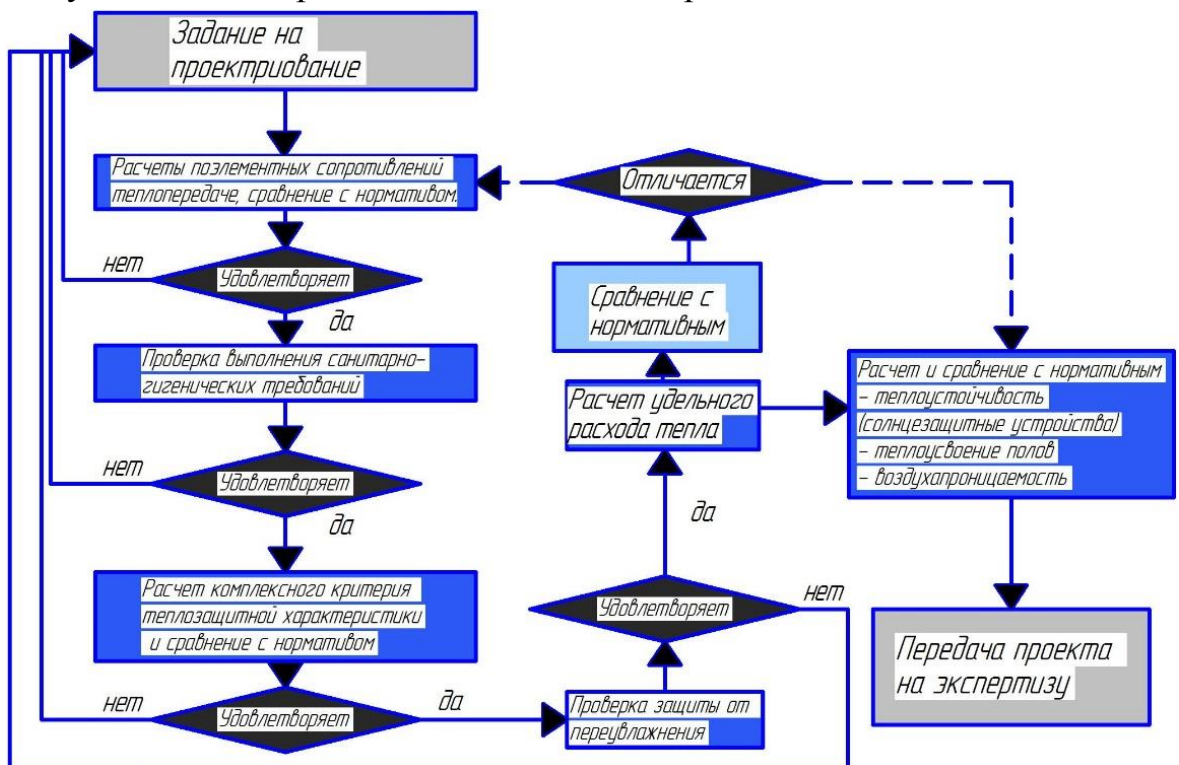 Задание на
проектриование
Расчеты поэлементных сопротивлений
теплопередаче, сравнение с нормативом.
нет
Удовлетворяет
да
Проверка выполнения санитарно-
гигенических требований
нет
Удовлетворяет
да
Расчет комплексного критерия
теплозащитной характеристики
и сравнение с нормативом
нет
Удовлетворяет
да
Проверка защиты от
переувлажнения
Удовлетворяет
нет
да
Расчет удельного
расхода тепла
Сравнение с
нормативным
Отличается
Расчет и сравнение с нормативным
- теплоустойчивость
(солнцезащитные устройства)
- теплоусвоение полов
- воздухапроницаемость
Передача проекта
на экспертизу